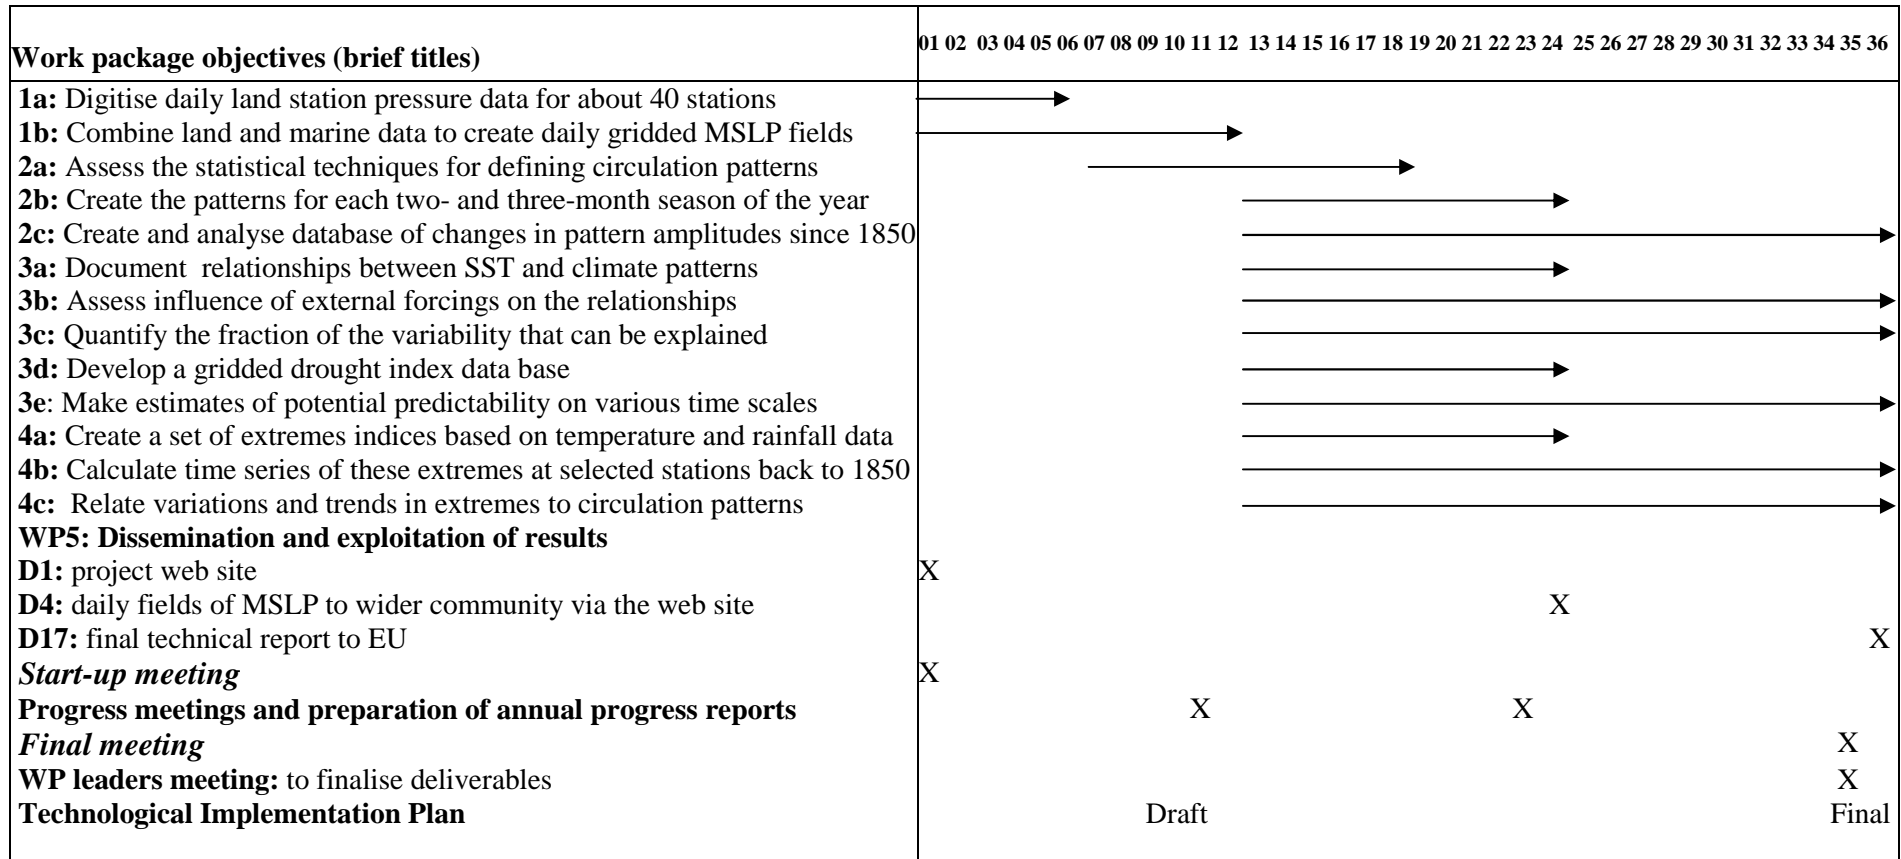 01 02 03 04 05 06 07 08 09 10 11 12 13 14 15 16 17 18 19 20 21 22 23 24 25 26 27 28 29 30 31 32 33 34 35 36
Work package objectives (brief titles)
1a: Digitise daily land station pressure data for about 40 stations
1b: Combine land and marine data to create daily gridded MSLP fields
2a: Assess the statistical techniques for defining circulation patterns
2b: Create the patterns for each two- and three-month season of the year
2c: Create and analyse database of changes in pattern amplitudes since 1850
3a: Document relationships between SST and climate patterns
3b: Assess influence of external forcings on the relationships
3c: Quantify the fraction of the variability that can be explained
3d: Develop a gridded drought index data base
3e: Make estimates of potential predictability on various time scales
4a: Create a set of extremes indices based on temperature and rainfall data
4b: Calculate time series of these extremes at selected stations back to 1850
4c: Relate variations and trends in extremes to circulation patterns
WP5: Dissemination and exploitation of results
D1: project web site X
D4: daily fields of MSLP to wider community via the web site X
D17: final technical report to EU X
Start-up meeting X
Progress meetings and preparation of annual progress reports X X
Final meeting X
WP leaders meeting: to finalise deliverables X
Technological Implementation Plan Draft Final